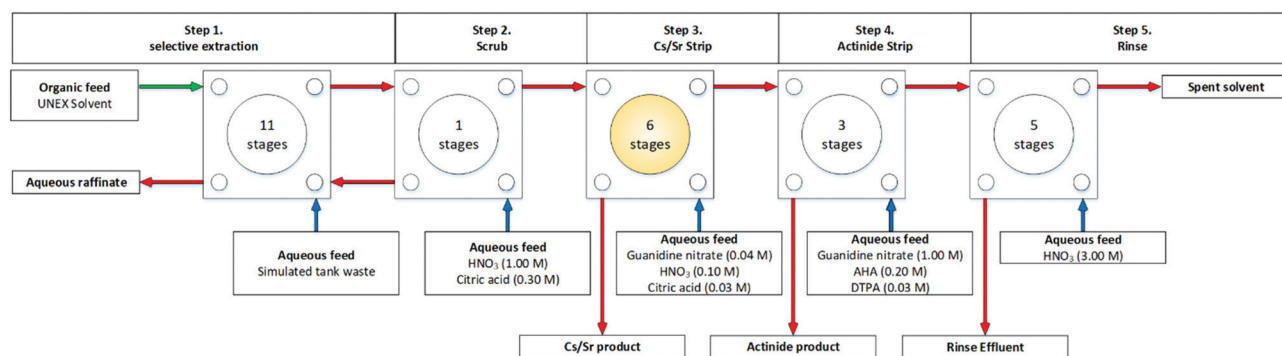 Step 1.
selective extraction
Step 2.
Scrub
Step 3.
Cs/Sr Strip
Step 4.
Actinide Strip
Step 5.
Rinse
Organic feed
UNEX Solvent
11
stages
1
stage
6
stages
3
stages
5
stages
Spent solvent
Aqueous raffinate
Aqueous feed
Simulated tank waste
Aqueous feed
HNO₃ (1.00 M)
Citric acid (0.30 M)
Aqueous feed
Guanidine nitrate (0.04 M)
HNO₃ (0.10 M)
Citric acid (0.03 M)
Aqueous feed
Guanidine nitrate (1.00 M)
AHA (0.20 M)
DTPA (0.03 M)
Aqueous feed
HNO₃ (3.00 M)
Cs/Sr product
Actinide product
Rinse Effluent